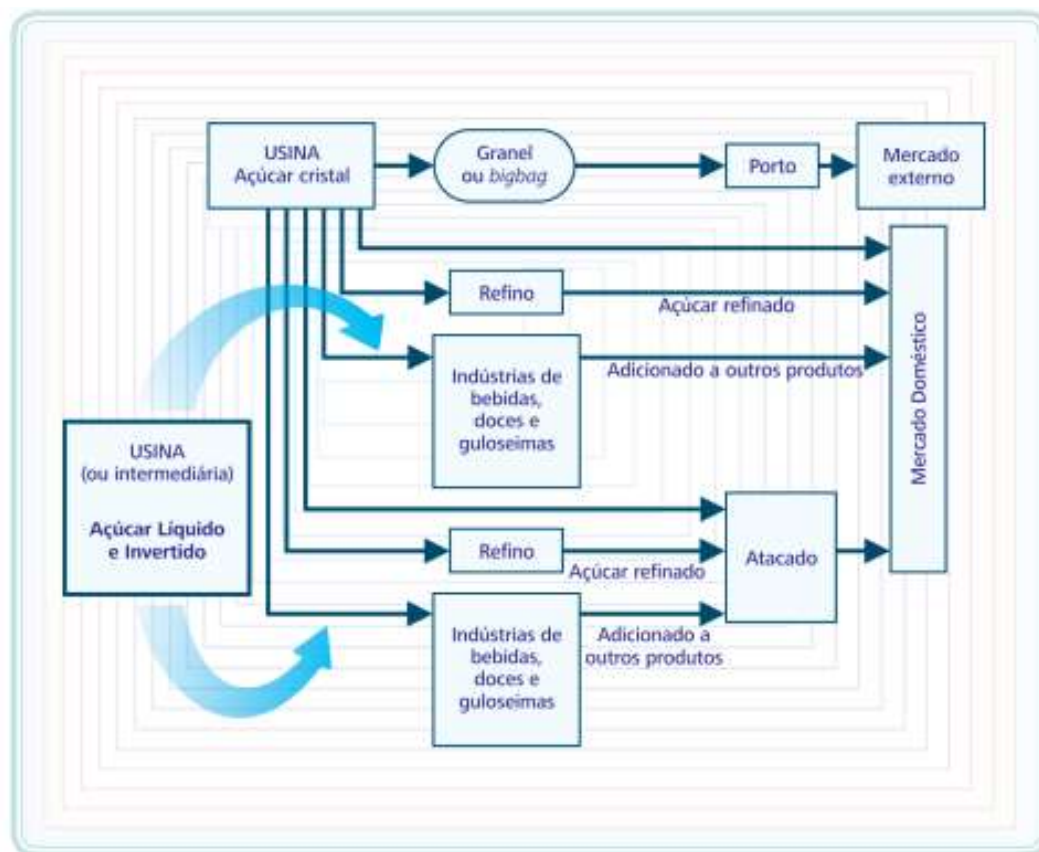 USINA
Açúcar cristal
Granel
ou bigbag
Porto
Mercado
externo
Refino
Açúcar refinado
Indústrias de
bebidas,
doces e
guloseimas
Adicionado a outros produtos
Mercado Doméstico
USINA
(ou intermediária)
Açúcar Líquido
e Invertido
Refino
Açúcar refinado
Atacado
Indústrias de
bebidas,
doces e
guloseimas
Adicionado a
outros produtos